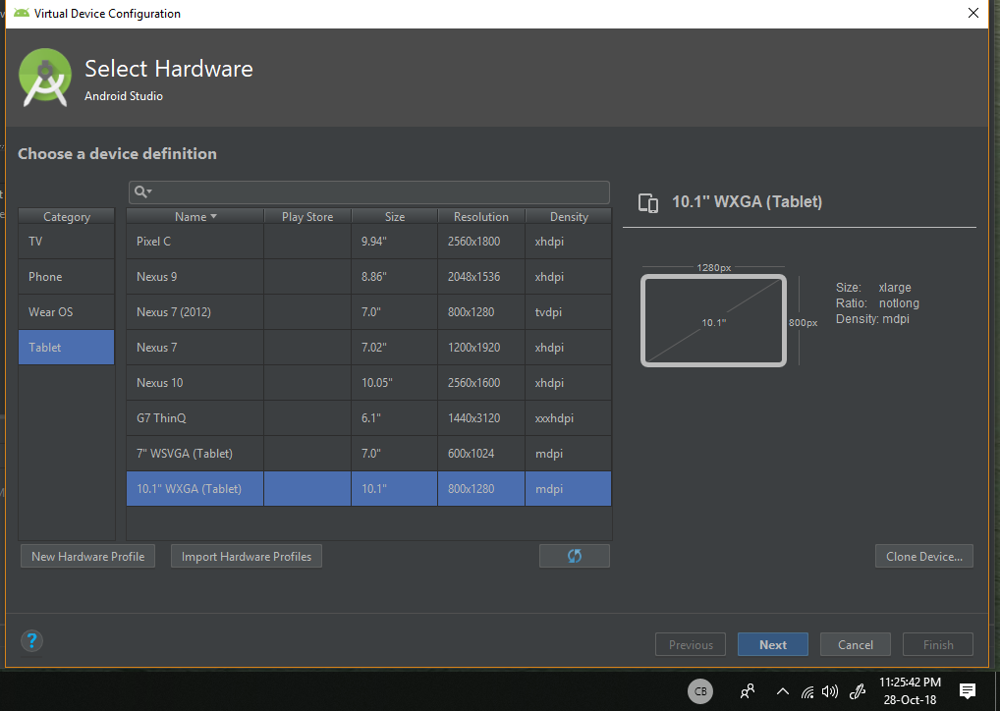 Virtual Device Configuration
Select Hardware
Android Studio
Choose a device definition
Category
Name Play Store Size Resolution Density
TV
Phone
Wear OS
Tablet
Pixel C 9.94" 2560x1800 xhdpi
Nexus 9 8.86" 2048x1536 xhdpi
Nexus 7 (2012) 7.0" 800x1280 tvdpi
Nexus 7 7.02" 1200x1920 xhdpi
Nexus 10 10.05" 2560x1600 xhdpi
G7 ThinQ 6.1" 1440x3120 xxxhdpi
7" WSVGA (Tablet) 7.0" 600x1024 mdpi
10.1" WXGA (Tablet) 10.1" 800x1280 mdpi
New Hardware Profile Import Hardware Profiles
10.1" WXGA (Tablet)
1280px
10.1"
800px
Size: xlarge
Ratio: notlong
Density: mdpi
Clone Device...
?
Previous Next Cancel Finish
CB
11:25:42 PM
28-Oct-18